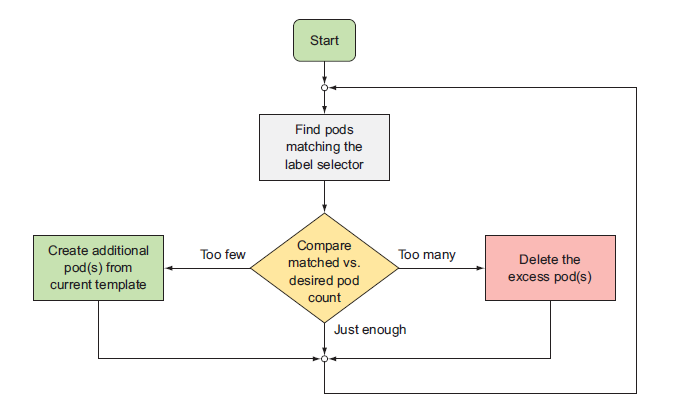 Start
Find pods
matching the
label selector
Compare
matched vs.
desired pod
count
Too few
Too many
Create additional
pod(s) from
current template
Delete the
excess pod(s)
Just enough